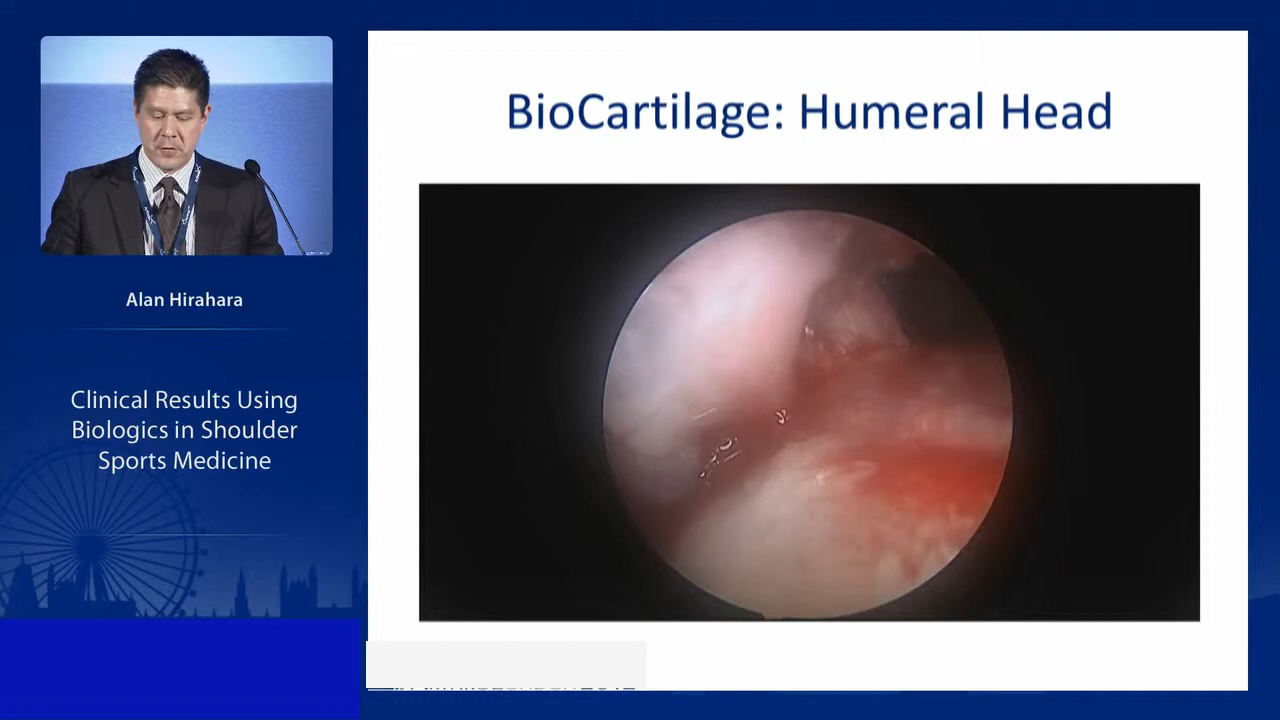 Alan Hirahara
Clinical Results Using
Biologics in Shoulder
Sports Medicine
BioCartilage: Humeral Head